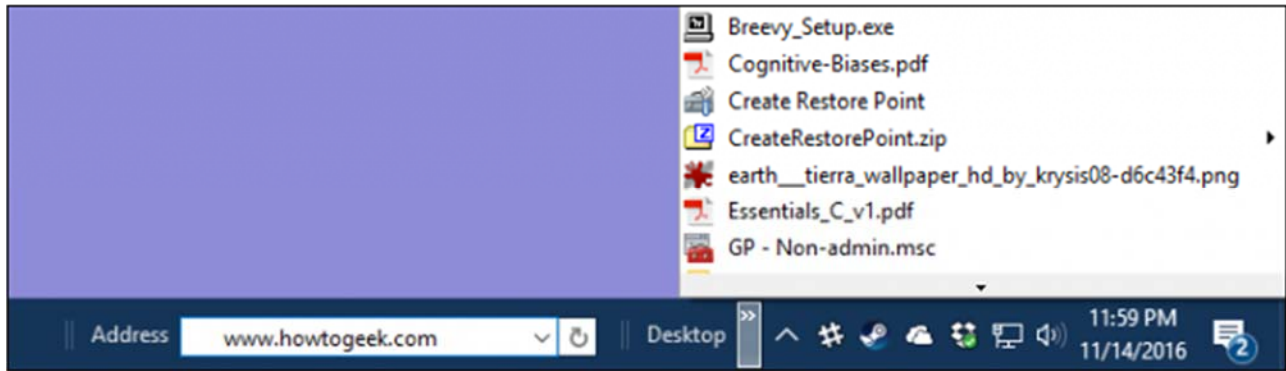 Breevy_Setup.exe
Cognitive-Biases.pdf
Create Restore Point
CreateRestorePoint.zip
earth__tierra_wallpaper_hd_by_krysis08-d6c43f4.png
Essentials_C_v1.pdf
GP - Non-admin.msc
Address www.howtogeek.com Desktop
11:59 PM
11/14/2016
2